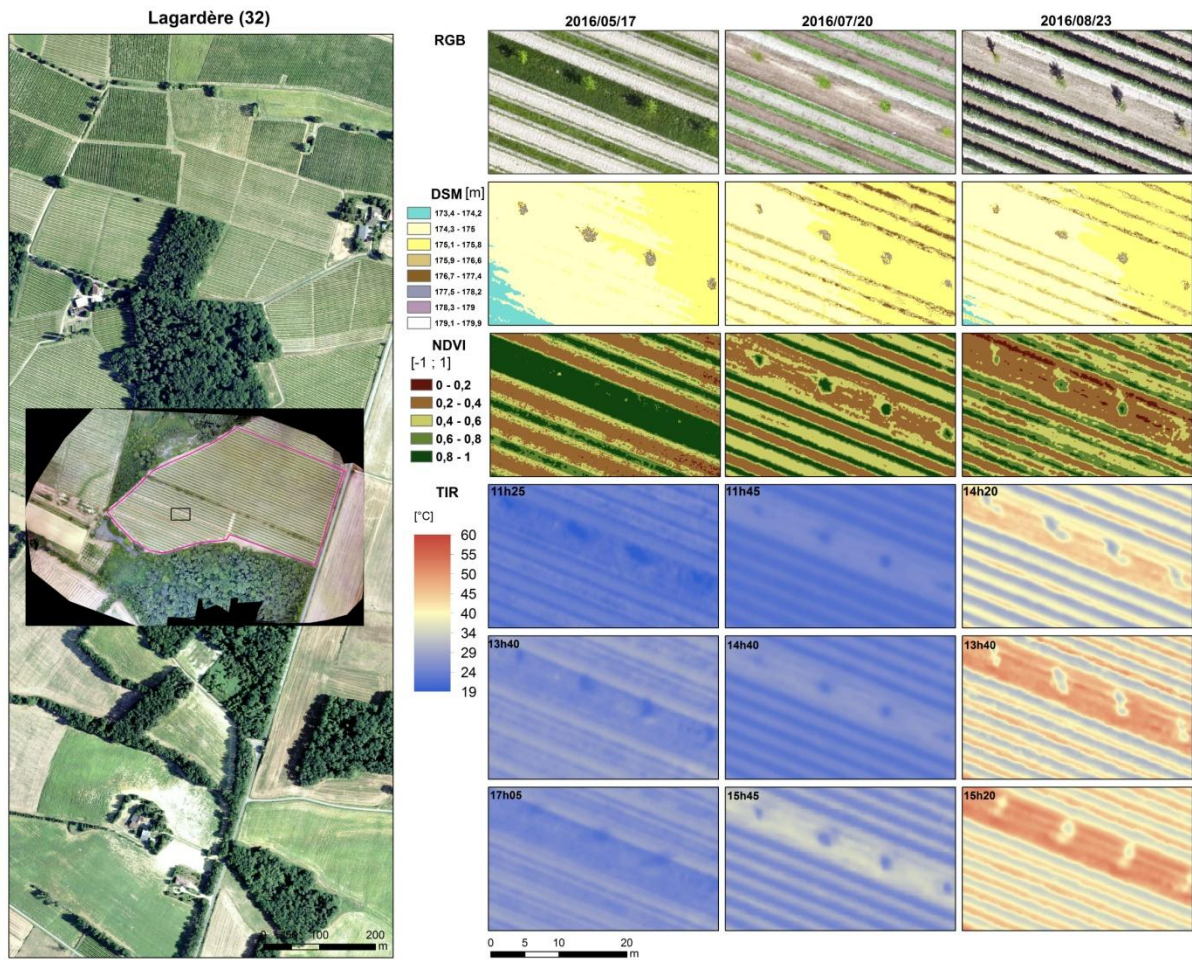 Lagardère (32)
2016/05/17 2016/07/20 2016/08/23
RGB
DSM [m]
173,4 - 174,2
174,3 - 175
175,1 - 175,8
175,9 - 176,6
176,7 - 177,4
177,5 - 178,2
178,3 - 179
179,1 - 179,9
NDVI
[-1 ; 1]
0 - 0,2
0,2 - 0,4
0,4 - 0,6
0,6 - 0,8
0,8 - 1
TIR
[°C]
60
55
50
45
40
34
29
24
19
11h25 11h45 14h20
13h40 14h40 13h40
17h05 15h45 15h20
0 50 200
m
0 5 10 20
m